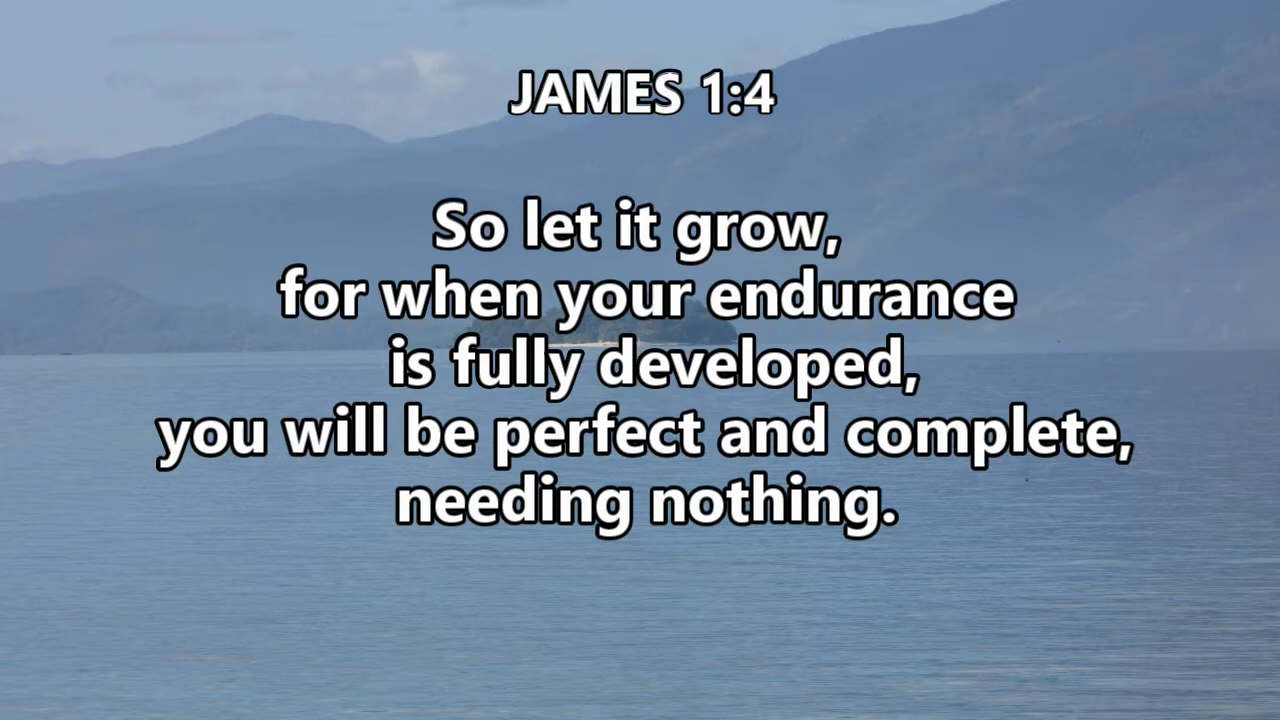 JAMES 1:4
So let it grow,
for when your endurance
is fully developed,
you will be perfect and complete,
needing nothing.